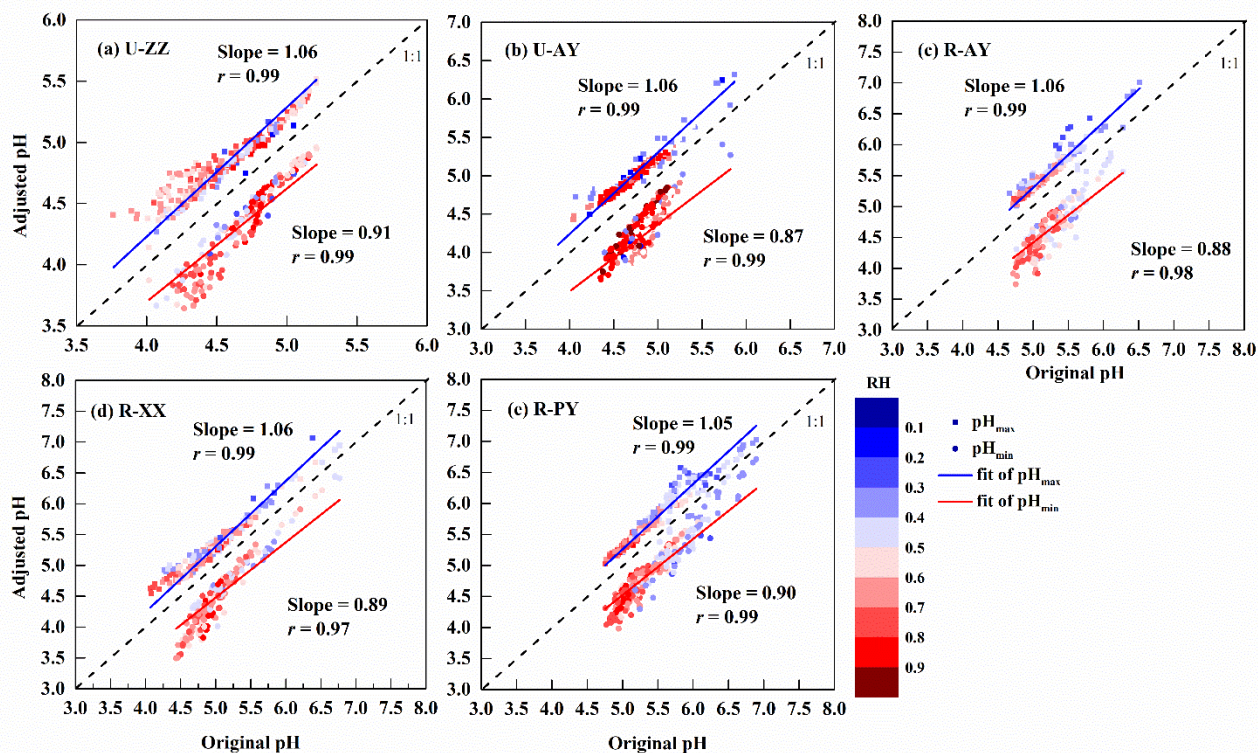 (a) U-ZZ
Slope = 1.06
r = 0.99
1:1
Slope = 0.91
r = 0.99
6.0
5.5
5.0
4.5
4.0
3.5
3.5 4.0 4.5 5.0 5.5 6.0
Adjusted pH
(b) U-AY
Slope = 1.06
r = 0.99
1:1
Slope = 0.87
r = 0.99
7.0
6.5
6.0
5.5
5.0
4.5
4.0
3.5
3.0
3.0 3.5 4.0 4.5 5.0 5.5 6.0 6.5 7.0
(c) R-AY
Slope = 1.06
r = 0.99
1:1
Slope = 0.88
r = 0.98
8.0
7.5
7.0
6.5
6.0
5.5
5.0
4.5
4.0
3.5
3.0
3.0 3.5 4.0 4.5 5.0 5.5 6.0 6.5 7.0 7.5 8.0
Original pH
(d) R-XX
Slope = 1.06
r = 0.99
1:1
Slope = 0.89
r = 0.97
8.0
7.5
7.0
6.5
6.0
5.5
5.0
4.5
4.0
3.5
3.0
3.0 3.5 4.0 4.5 5.0 5.5 6.0 6.5 7.0 7.5 8.0
Adjusted pH
Original pH
(c) R-PY
Slope = 1.05
r = 0.99
1:1
Slope = 0.90
r = 0.99
8.0
7.5
7.0
6.5
6.0
5.5
5.0
4.5
4.0
3.5
3.0
3.0 3.5 4.0 4.5 5.0 5.5 6.0 6.5 7.0 7.5 8.0
Original pH
RH
0.1
0.2
0.3
0.4
0.5
0.6
0.7
0.8
0.9
pHmax
pHmin
fit of pHmax
fit of pHmin